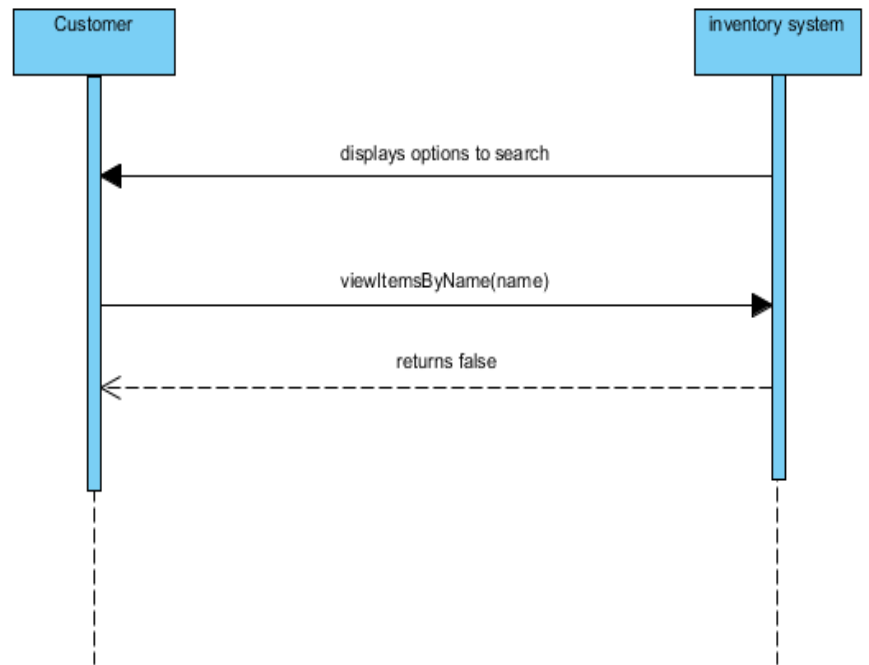 Customer
inventory system
displays options to search
viewItemsByName(name)
returns false